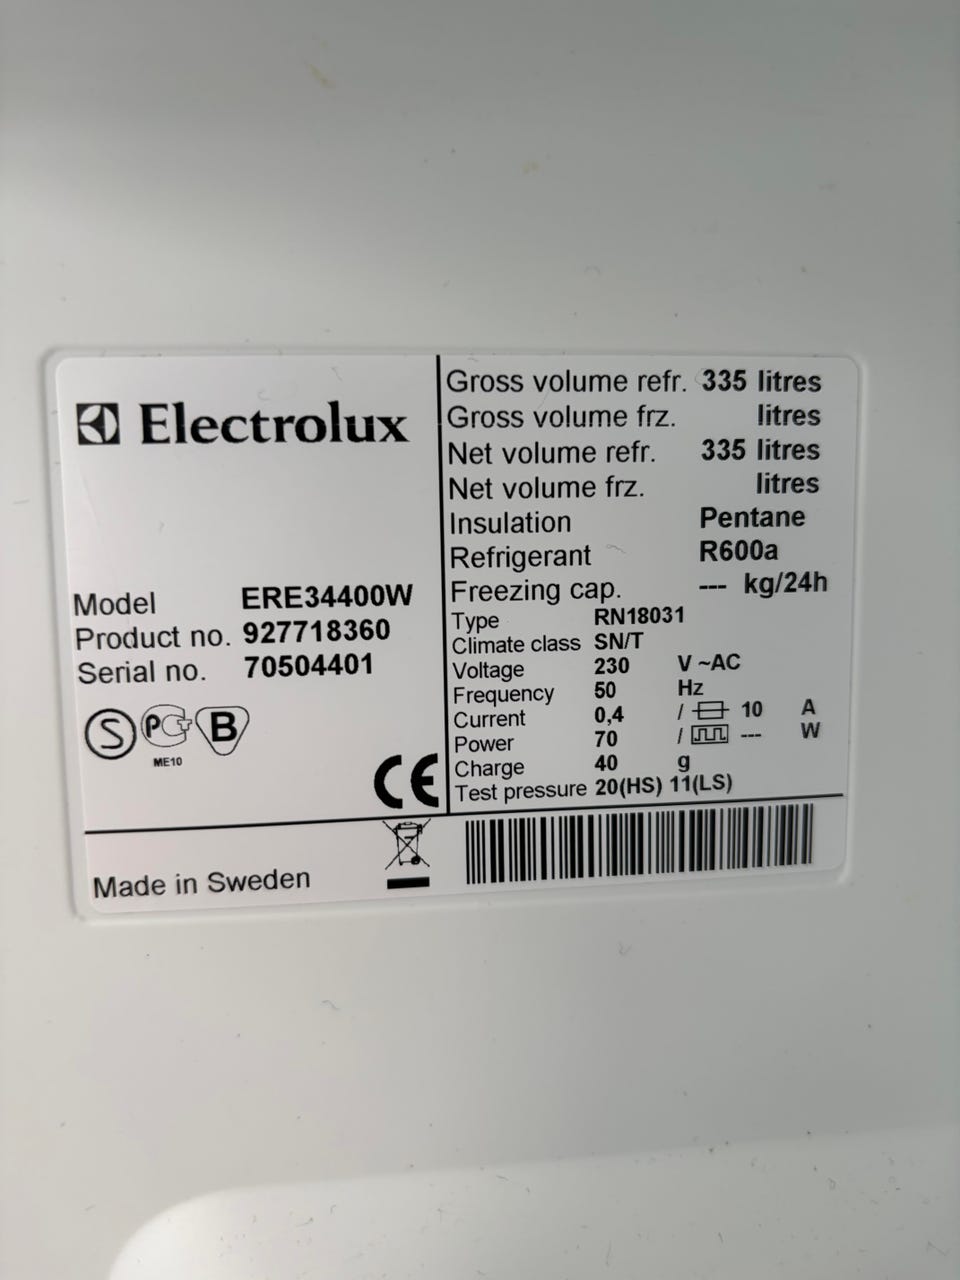 Electrolux
Model ERE34400W
Product no. 927718360
Serial no. 70504401
S PCT B
ME10
CE
Made in Sweden
Gross volume refr. 335 litres
Gross volume frz. litres
Net volume refr. 335 litres
Net volume frz. litres
Insulation Pentane
Refrigerant R600a
Freezing cap. --- kg/24h
Type RN18031
Climate class SN/T
Voltage 230 V ~AC
Frequency 50 Hz
Current 0,4 / 10 A
Power 70 / --- W
Charge 40 g
Test pressure 20(HS) 11(LS)